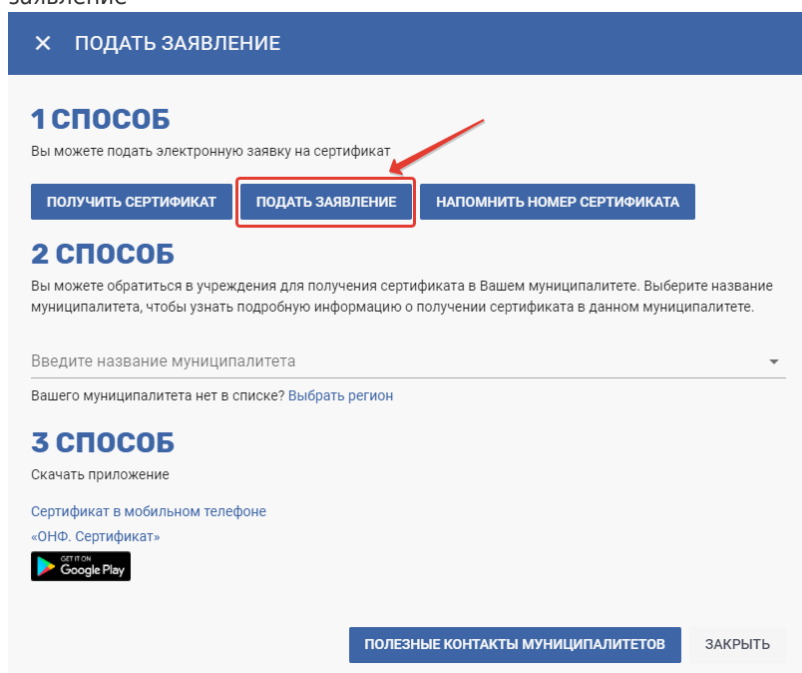 заявление
× ПОДАТЬ ЗАЯВЛЕНИЕ
1 СПОСОБ
Вы можете подать электронную заявку на сертификат
ПОЛУЧИТЬ СЕРТИФИКАТ ПОДАТЬ ЗАЯВЛЕНИЕ НАПОМНИТЬ НОМЕР СЕРТИФИКАТА
2 СПОСОБ
Вы можете обратиться в учреждения для получения сертификата в Вашем муниципалитете. Выберите название
муниципалитета, чтобы узнать подробную информацию о получении сертификата в данном муниципалитете.
Введите название муниципалитета
Вашего муниципалитета нет в списке? Выбрать регион
3 СПОСОБ
Скачать приложение
Сертификат в мобильном телефоне
«ОНФ. Сертификат»
GET IT ON
Google Play
ПОЛЕЗНЫЕ КОНТАКТЫ МУНИЦИПАЛИТЕТОВ ЗАКРЫТЬ